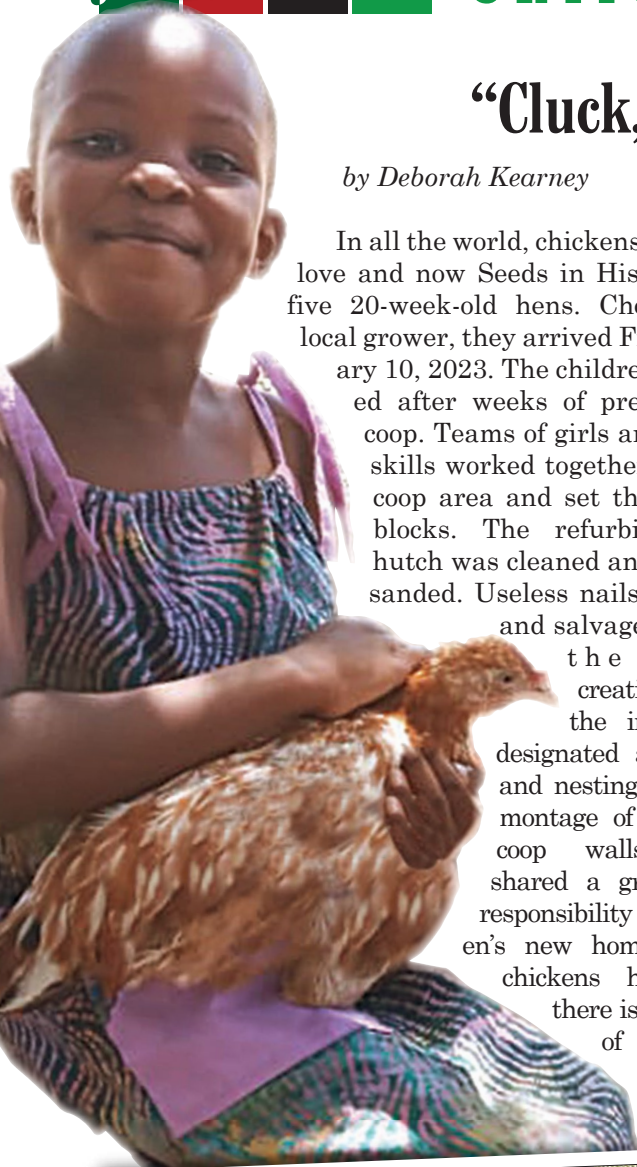 “Cluck,
by Deborah Kearney
In all the world, chickens
love and now Seeds in His
five 20-week-old hens. Ch
local grower, they arrived F
ary 10, 2023. The childre
ed after weeks of pre
coop. Teams of girls a
skills worked togethe
coop area and set th
blocks. The refurbi
hutch was cleaned an
sanded. Useless nails
and salvage
the
creati
the i
designated
and nesting
montage of
coop walls
shared a g
responsibility
en’s new hom
chickens h
there is
of